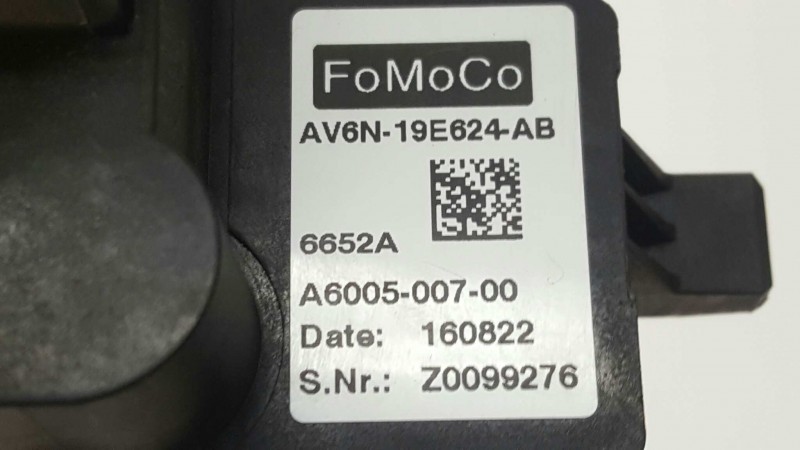 FoMoCo
AV6N-19E624-AB
6652A
A6005-007-00
Date: 160822
S.Nr.: Z0099276